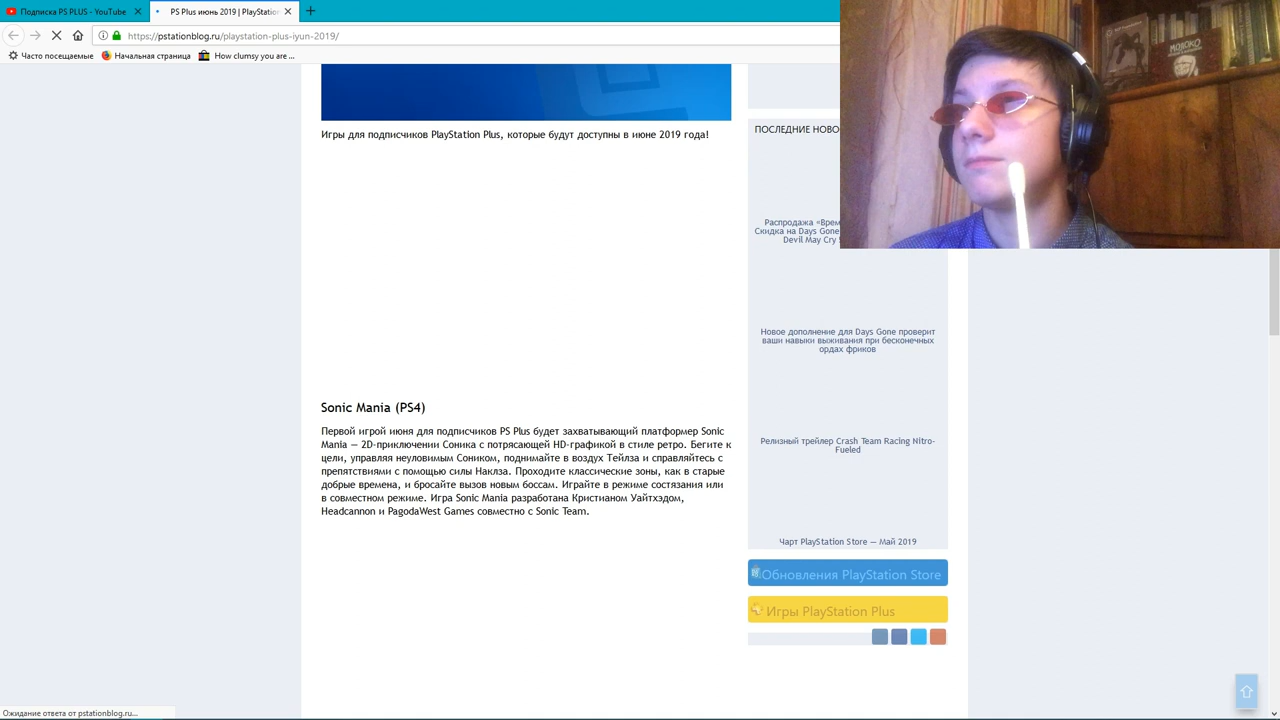 Подписка PS PLUS - YouTube
PS Plus июнь 2019 | PlayStation
https://pstationblog.ru/playstation-plus-iyun-2019/
Часто посещаемые
Начальная страница
How clumsy you are ...
Игры для подписчиков PlayStation Plus, которые будут доступны в июне 2019 года!
Sonic Mania (PS4)
Первой игрой июня для подписчиков PS Plus будет захватывающий платформер Sonic
Mania — 2D-приключении Соника с потрясающей HD-графикой в стиле ретро. Бегите к
цели, управляя неуловимым Соником, поднимайте в воздух Тейлза и справляйтесь с
препятствиями с помощью силы Наклза. Проходите классические зоны, как в старые
добрые времена, и бросайте вызов новым боссам. Играйте в режиме состязания или
в совместном режиме. Игра Sonic Mania разработана Кристианом Уайтхэдом,
Headcannon и PagodaWest Games совместно с Sonic Team.
ПОСЛЕДНИЕ НОВО
Распродажа «Врем
Скидка на Days Gone
Devil May Cry
Новое дополнение для Days Gone проверит
ваши навыки выживания при бесконечных
ордах фриков
Релизный трейлер Crash Team Racing Nitro-
Fueled
Чарт PlayStation Store — Май 2019
Обновления PlayStation Store
Игры PlayStation Plus
МОЛОКО
Ожидание ответа от pstationblog.ru...